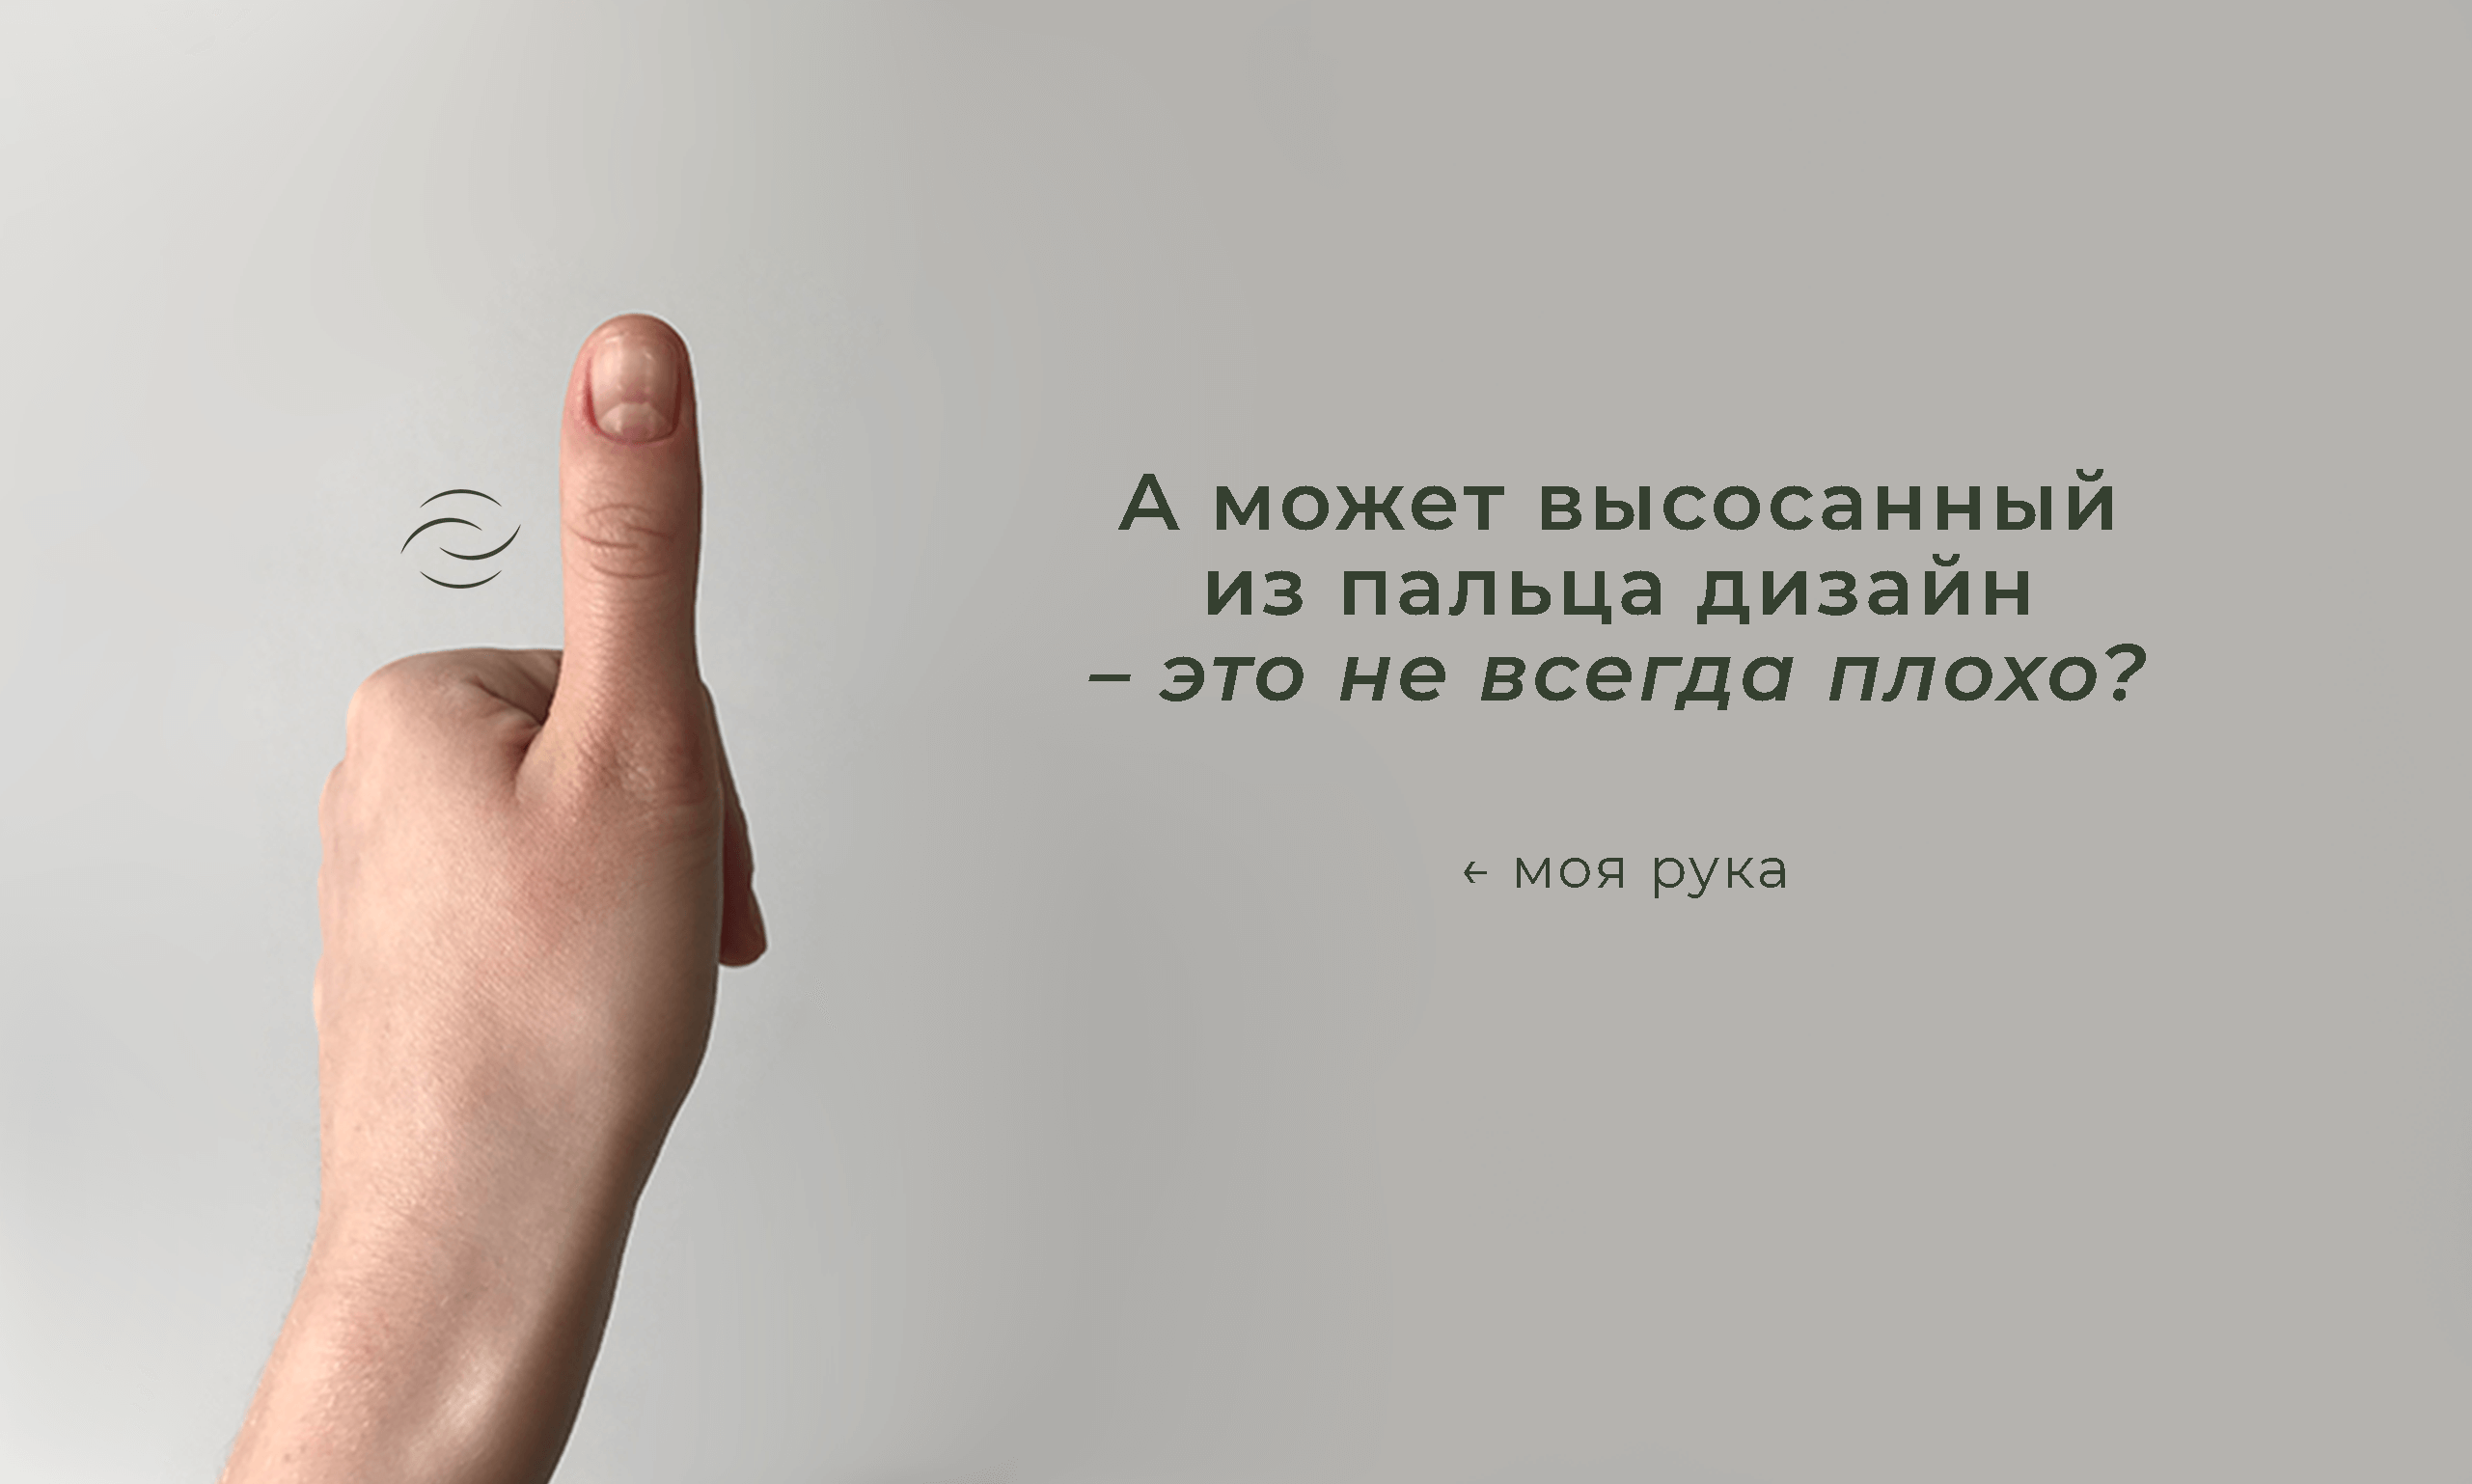 А может высосанный
из пальца дизайн
– это не всегда плохо?
← моя рука